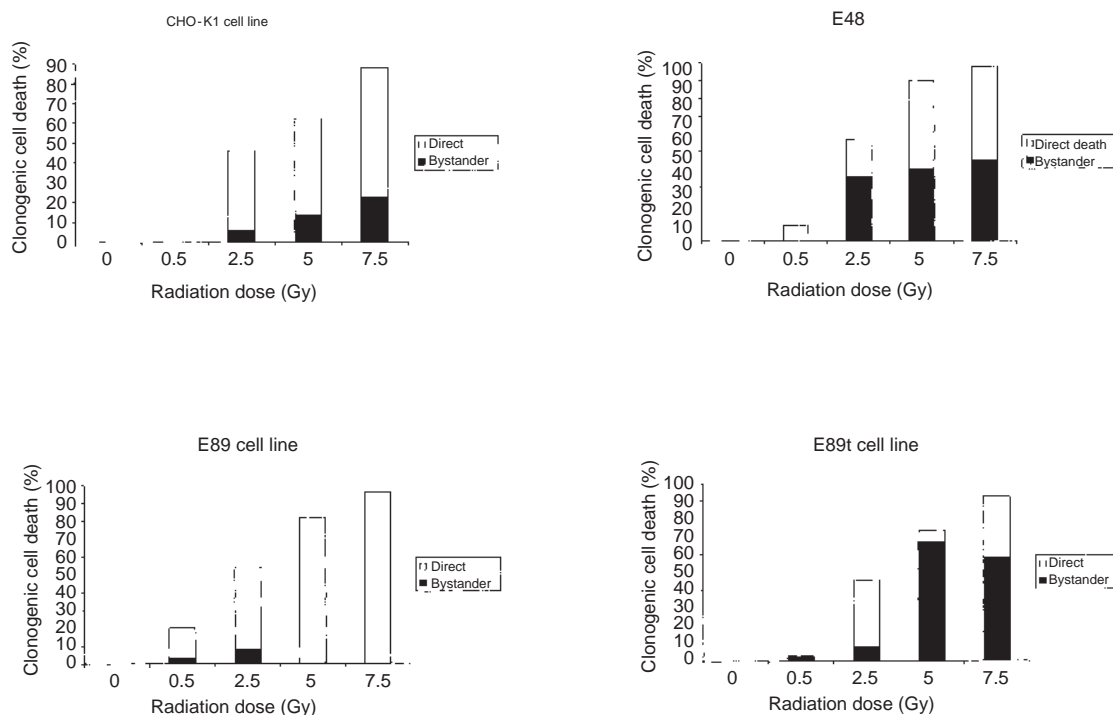 CHO-K1 cell line
Clonogenic cell death (%)
90
80
70
60
50
40
30
20
10
0
0 0.5 2.5 5 7.5
Radiation dose (Gy)
Direct
Bystander
E48
Clonogenic cell death (%)
100
90
80
70
60
50
40
30
20
10
0
0 0.5 2.5 5 7.5
Radiation dose (Gy)
Direct death
Bystander
E89 cell line
Clonogenic cell death (%)
100
90
80
70
60
50
40
30
20
10
0
0 0.5 2.5 5 7.5
Radiation dose (Gy)
Direct
Bystander
E89t cell line
Clonogenic cell death (%)
100
90
80
70
60
50
40
30
20
10
0
0 0.5 2.5 5 7.5
Radiation dose (Gy)
Direct
Bystander